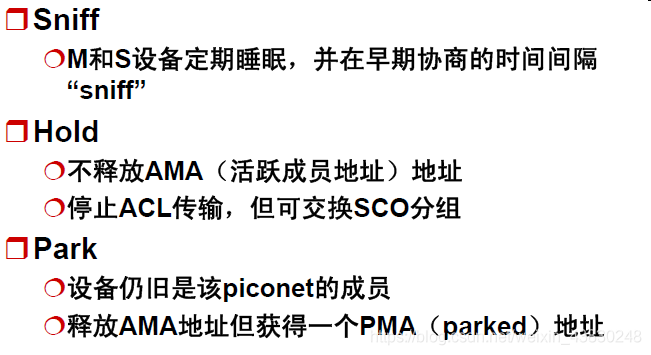 Sniff
M和S设备定期睡眠，并在早期协商的时间间隔
“sniff”
Hold
不释放AMA（活跃成员地址）地址
停止ACL传输，但可交换SCO分组
Park
设备仍旧是该piconet的成员
释放AMA地址但获得一个PMA（parked）地址
https://blog.csdn.net/weixin_43330248